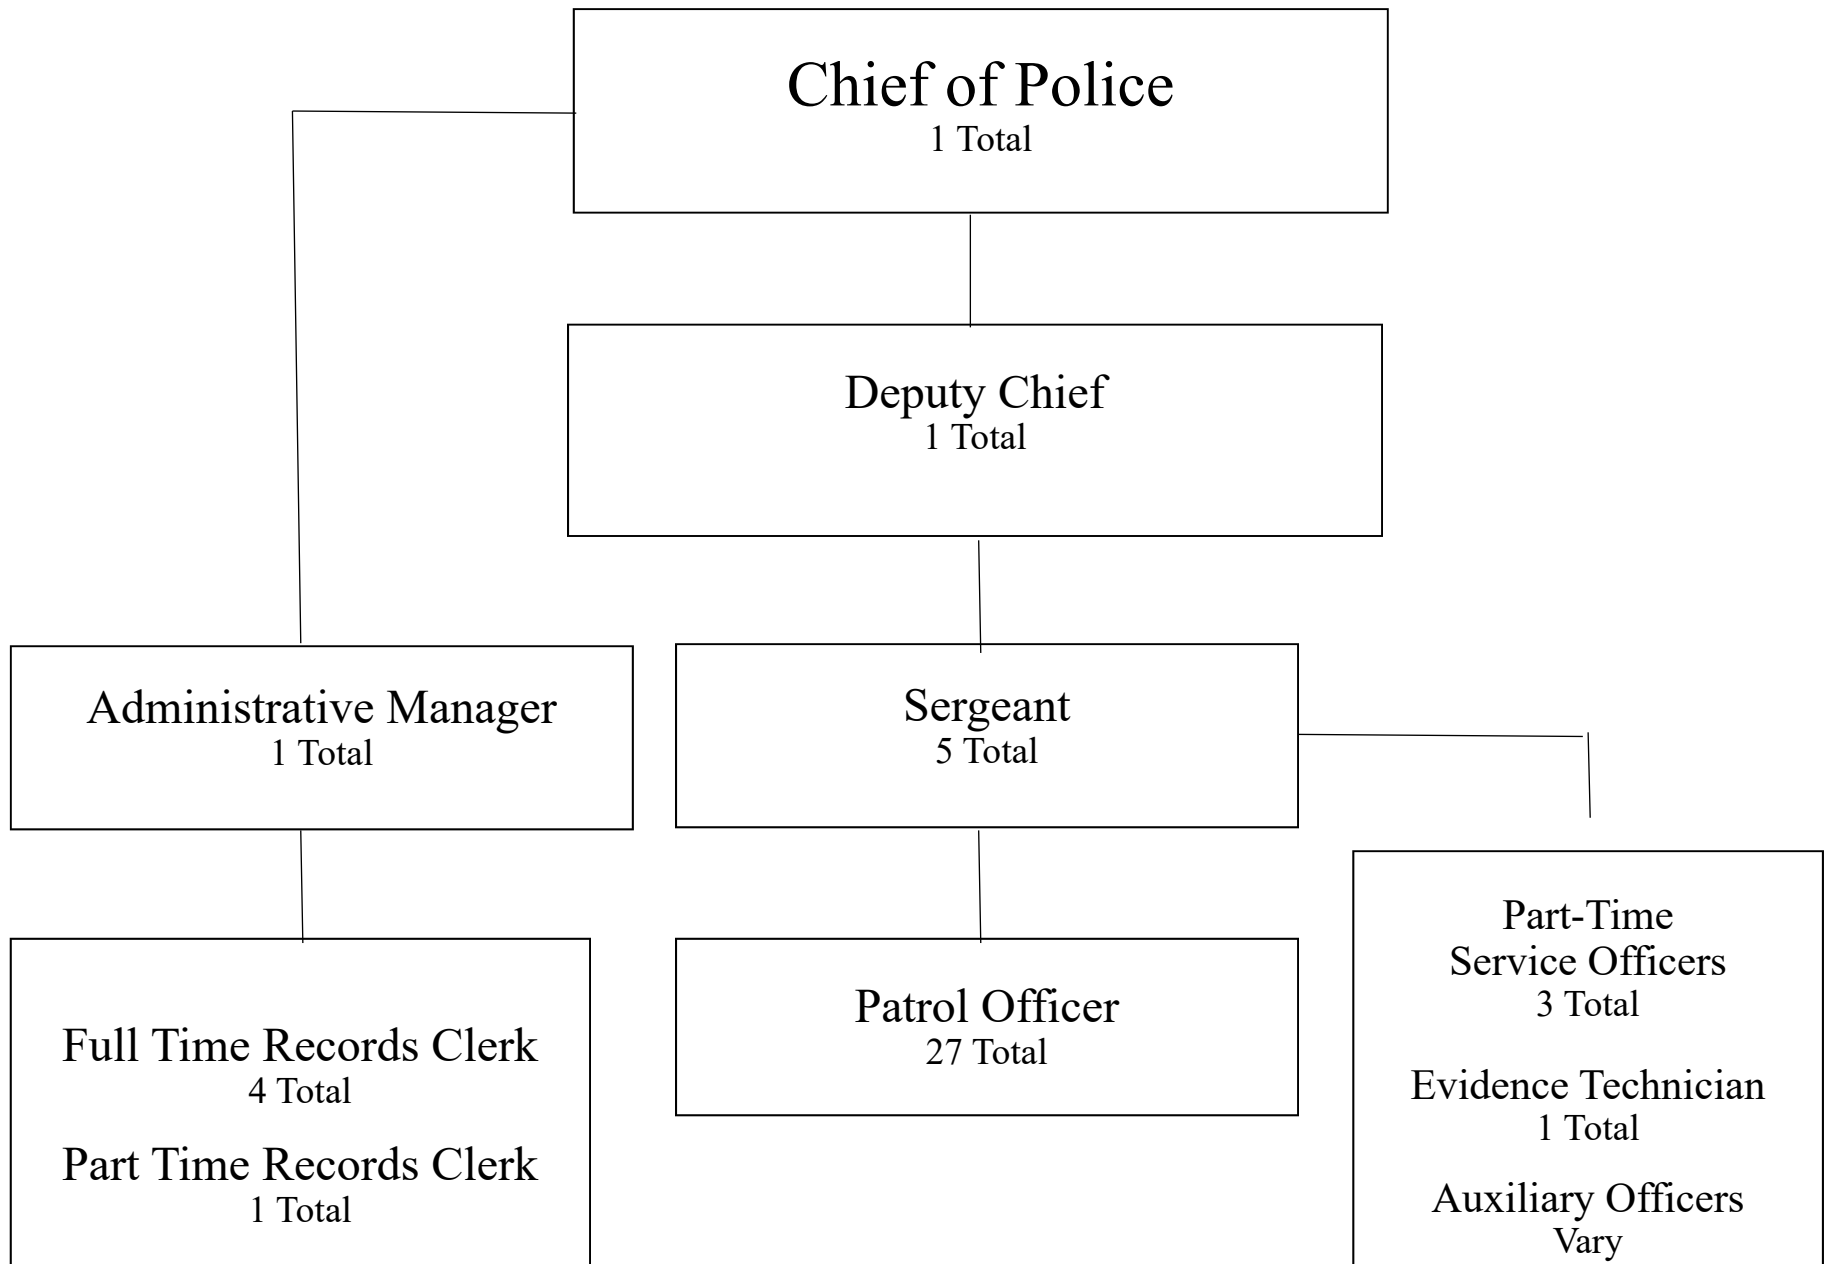 Chief of Police
1 Total
Deputy Chief
1 Total
Administrative Manager
1 Total
Sergeant
5 Total
Full Time Records Clerk
4 Total
Part Time Records Clerk
1 Total
Patrol Officer
27 Total
Part-Time
Service Officers
3 Total
Evidence Technician
1 Total
Auxiliary Officers
Vary